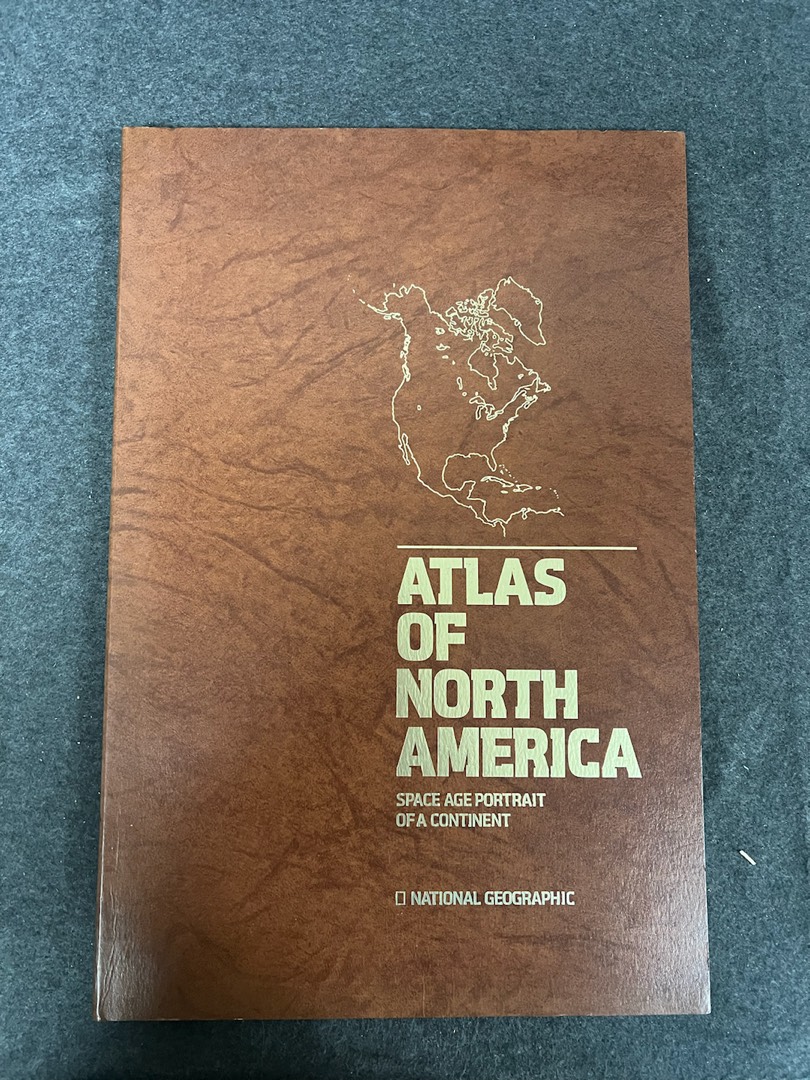 ATLAS
OF
NORTH
AMERICA
SPACE AGE PORTRAIT
OF A CONTINENT
NATIONAL GEOGRAPHIC